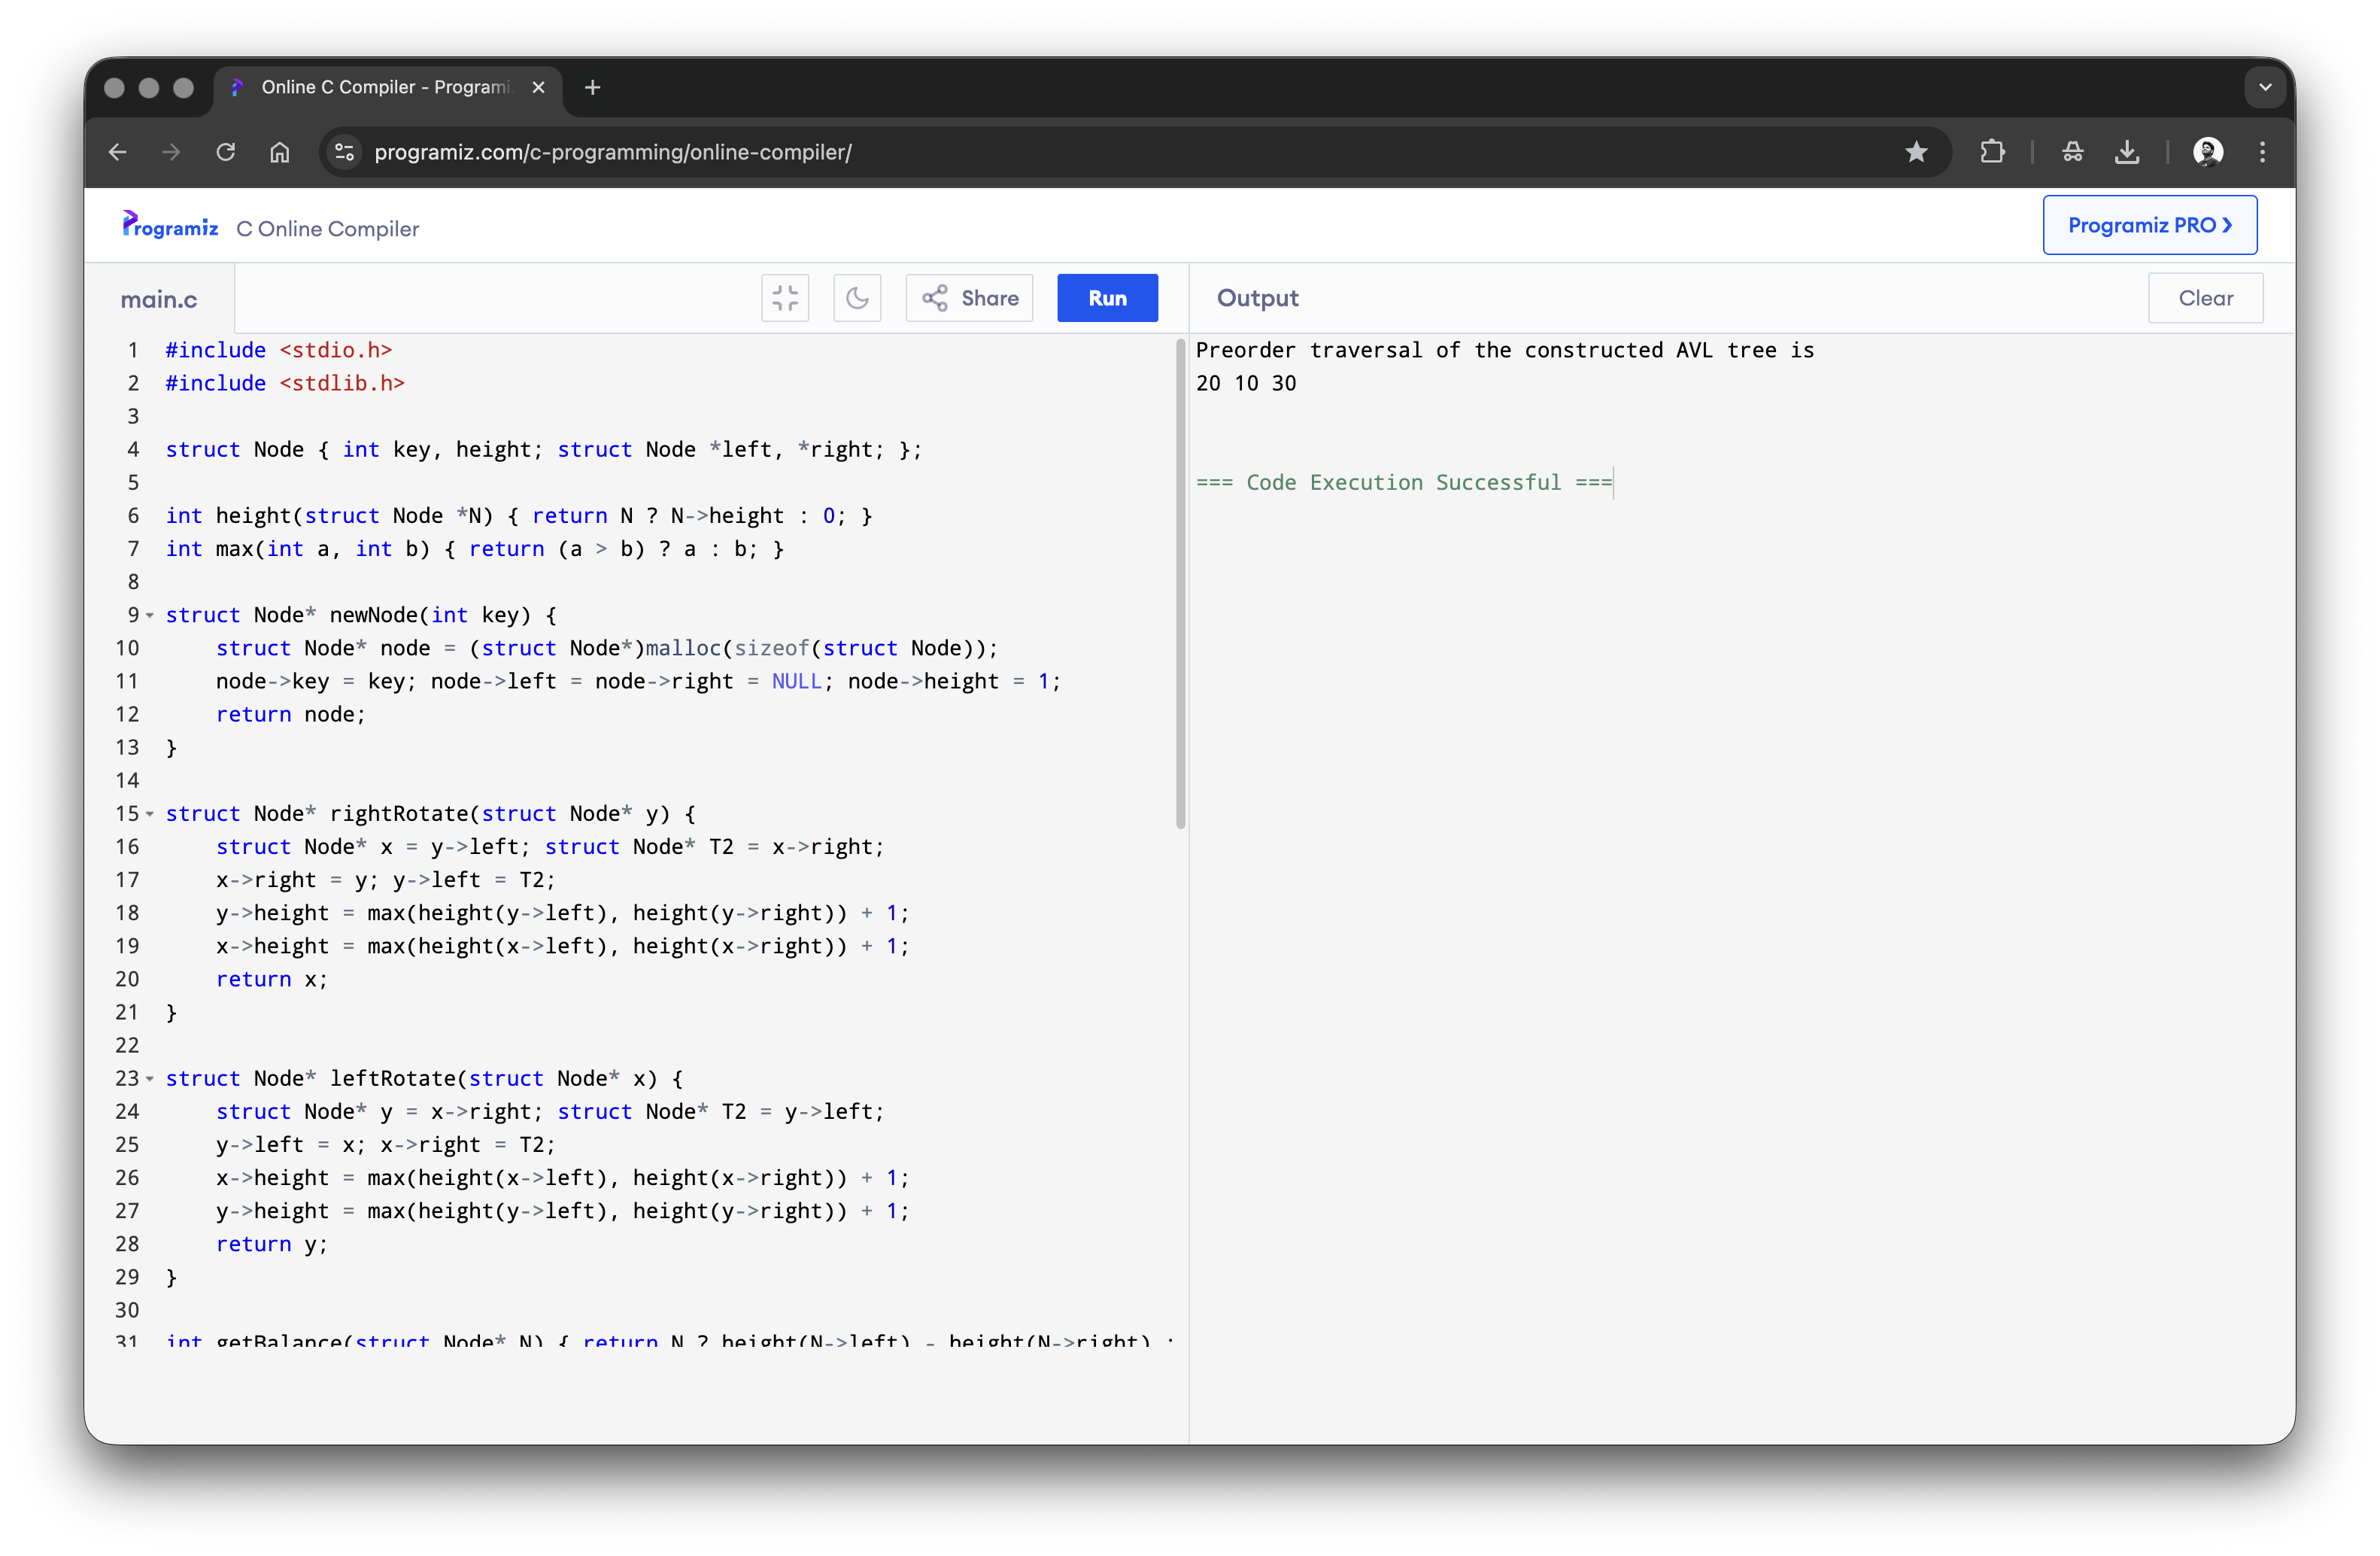 Online C Compiler - Programi
programiz.com/c-programming/online-compiler/
Programiz C Online Compiler
Programiz PRO
main.c
Share
Run
Output
Clear
1 #include <stdio.h>
2 #include <stdlib.h>
3
4 struct Node { int key, height; struct Node *left, *right; };
5
6 int height(struct Node *N) { return N ? N->height : 0; }
7 int max(int a, int b) { return (a > b) ? a : b; }
8
9 struct Node* newNode(int key) {
10     struct Node* node = (struct Node*)malloc(sizeof(struct Node));
11     node->key = key; node->left = node->right = NULL; node->height = 1;
12     return node;
13 }
14
15 struct Node* rightRotate(struct Node* y) {
16     struct Node* x = y->left; struct Node* T2 = x->right;
17     x->right = y; y->left = T2;
18     y->height = max(height(y->left), height(y->right)) + 1;
19     x->height = max(height(x->left), height(x->right)) + 1;
20     return x;
21 }
22
23 struct Node* leftRotate(struct Node* x) {
24     struct Node* y = x->right; struct Node* T2 = y->left;
25     y->left = x; x->right = T2;
26     x->height = max(height(x->left), height(x->right)) + 1;
27     y->height = max(height(y->left), height(y->right)) + 1;
28     return y;
29 }
30
31 int getBalance(struct Node* N) { return N ? height(N->left) - height(N->right) :
Preorder traversal of the constructed AVL tree is
20 10 30
=== Code Execution Successful ===